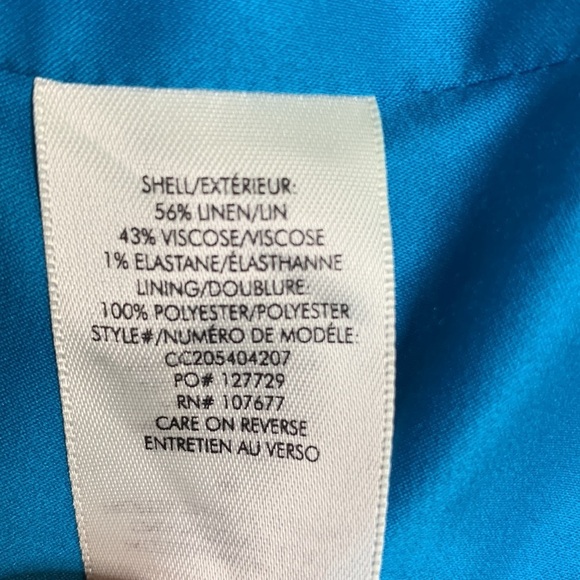 SHELL/EXTÉRIEUR:
56% LINEN/LIN
43% VISCOSE/VISCOSE
1% ELASTANE/ÉLASTHANNE
LINING/DOUBLURE:
100% POLYESTER/POLYESTER
STYLE#/NUMÉRO DE MODÉLE:
CC205404207
PO# 127729
RN# 107677
CARE ON REVERSE
ENTRETIEN AU VERSO